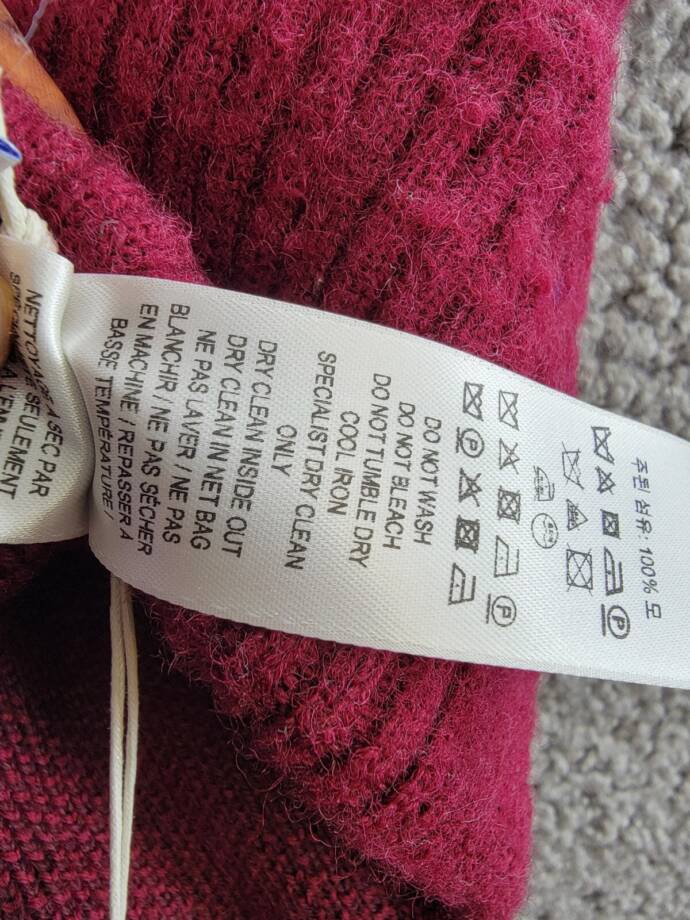 주된 섬유: 100% 모
DO NOT WASH
DO NOT BLEACH
DO NOT TUMBLE DRY
COOL IRON
SPECIALIST DRY CLEAN
ONLY
DRY CLEAN INSIDE OUT
DRY CLEAN IN NET BAG
NE PAS LAVER / NE PAS
BLANCHIR / NE PAS SÉCHER
EN MACHINE / REPASSER À
BASSE TEMPÉRATURE /
NETTOYAGE À SEC PAR
SEULEMENT